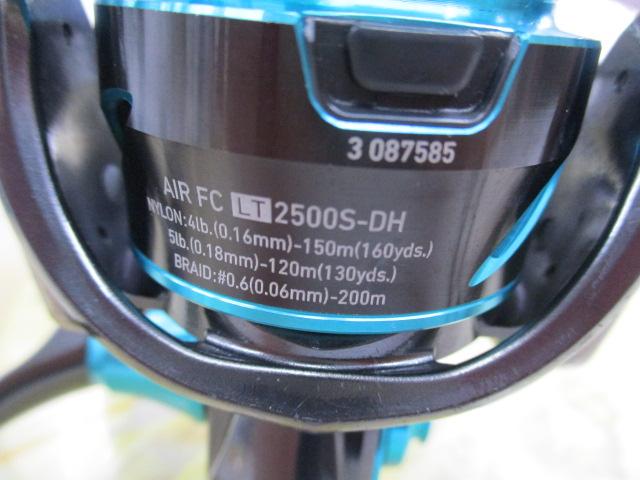 3 087585
AIR FC LT 2500S-DH
NYLON:4lb.(0.16mm)-150m(160yds.)
5lb.(0.18mm)-120m(130yds.)
BRAID:#0.6(0.06mm)-200m